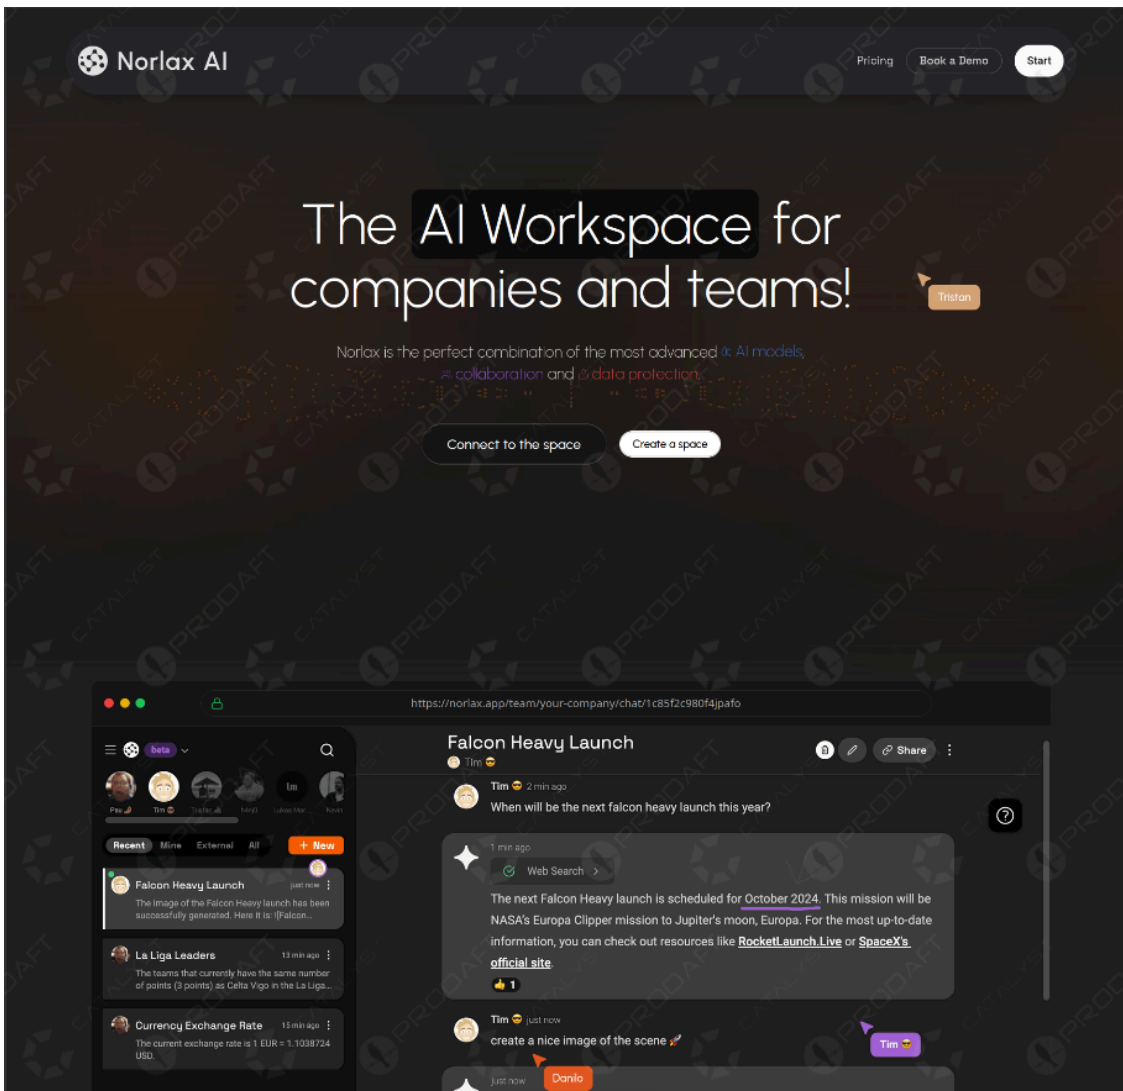 Norlax AI
Pricing
Book a Demo
Start
The AI Workspace for
companies and teams!
Tristan
Norlax is the perfect combination of the most advanced AI models,
collaboration and data protection.
Connect to the space
Create a space
https://norlax.app/team/your-company/chat/1c85f2c980f4jpafo
beta
Pau
Tim
Lukas Mar...
Kevin
Recent
Mine
External
All
+ New
Falcon Heavy Launch
just now
The image of the Falcon Heavy launch has been
successfully generated. Here it is: ![Falcon...
La Liga Leaders
13 min ago
The teams that currently have the same number
of points (3 points) as Celta Vigo in the La Liga...
Currency Exchange Rate
15 min ago
The current exchange rate is 1 EUR = 1.1038724
USD.
Falcon Heavy Launch
Tim 😎
Share
Tim 😎 2 min ago
When will be the next falcon heavy launch this year?
1 min ago
Web Search >
The next Falcon Heavy launch is scheduled for October 2024. This mission will be
NASA's Europa Clipper mission to Jupiter's moon, Europa. For the most up-to-date
information, you can check out resources like RocketLaunch.Live or SpaceX's
official site.
👍 1
Tim 😎 just now
create a nice image of the scene 🚀
Tim 😎
just now
Danilo
CATALYST
PRODAFT